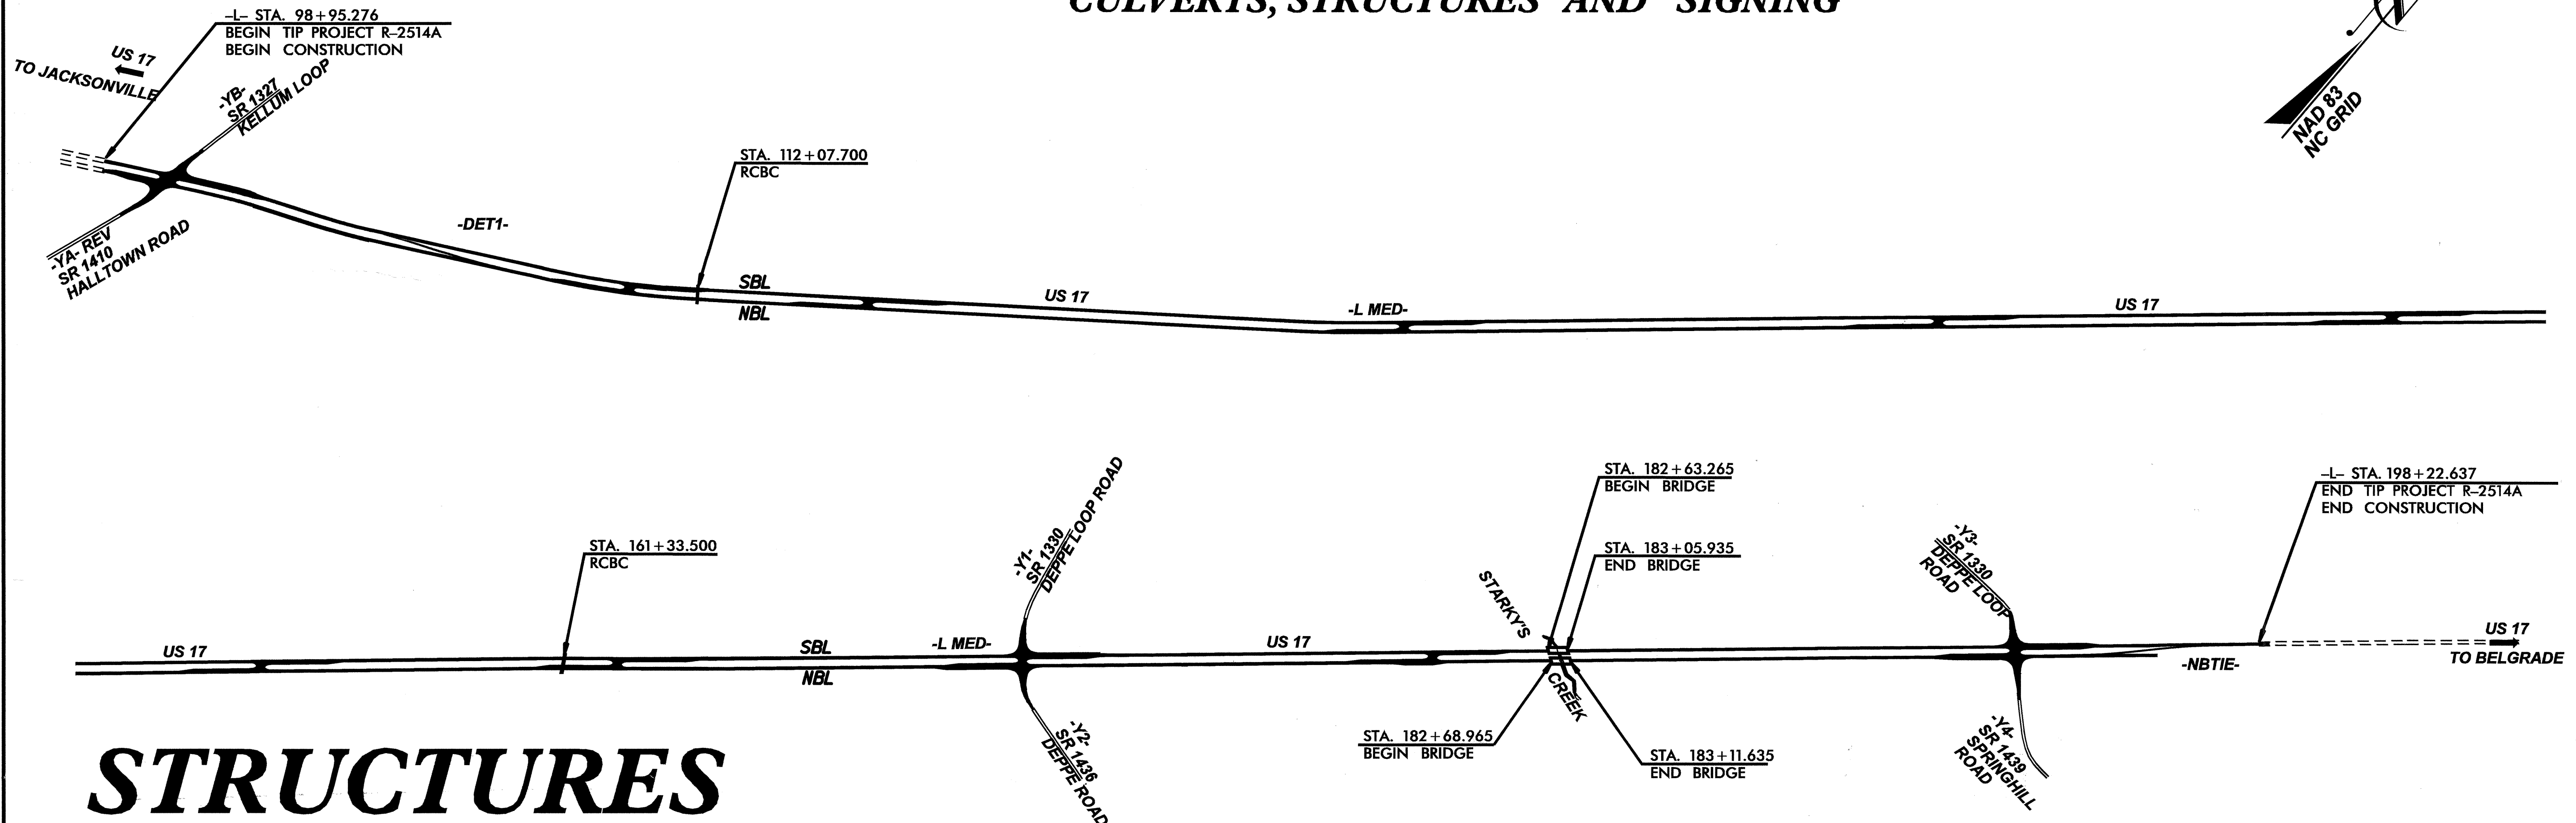 CULVERTS, STRUCTURES AND SIGNING
-L- STA. 98+95.276
BEGIN TIP PROJECT R-2514A
BEGIN CONSTRUCTION
US 17
TO JACKSONVILLE
-YB-
SR 1327
KELLUM LOOP
NAD 83
NC GRID
STA. 112+07.700
RCBC
-YA- REV
SR 1410
HALLTOWN ROAD
-DET1-
SBL
NBL
US 17
-L MED-
US 17
STA. 161+33.500
RCBC
-Y1-
SR 1330
DEPPE LOOP ROAD
STA. 182+63.265
BEGIN BRIDGE
STA. 183+05.935
END BRIDGE
-L- STA. 198+22.637
END TIP PROJECT R-2514A
END CONSTRUCTION
-Y3-
SR 1330
DEPPE LOOP
ROAD
STARKY'S
CREEK
US 17
SBL
NBL
-L MED-
US 17
US 17
TO BELGRADE
-NBTIE-
-Y2-
SR 1436
DEPPE ROAD
STA. 182+68.965
BEGIN BRIDGE
STA. 183+11.635
END BRIDGE
-Y4-
SR 1439
SPRINGHILL
ROAD
STRUCTURES